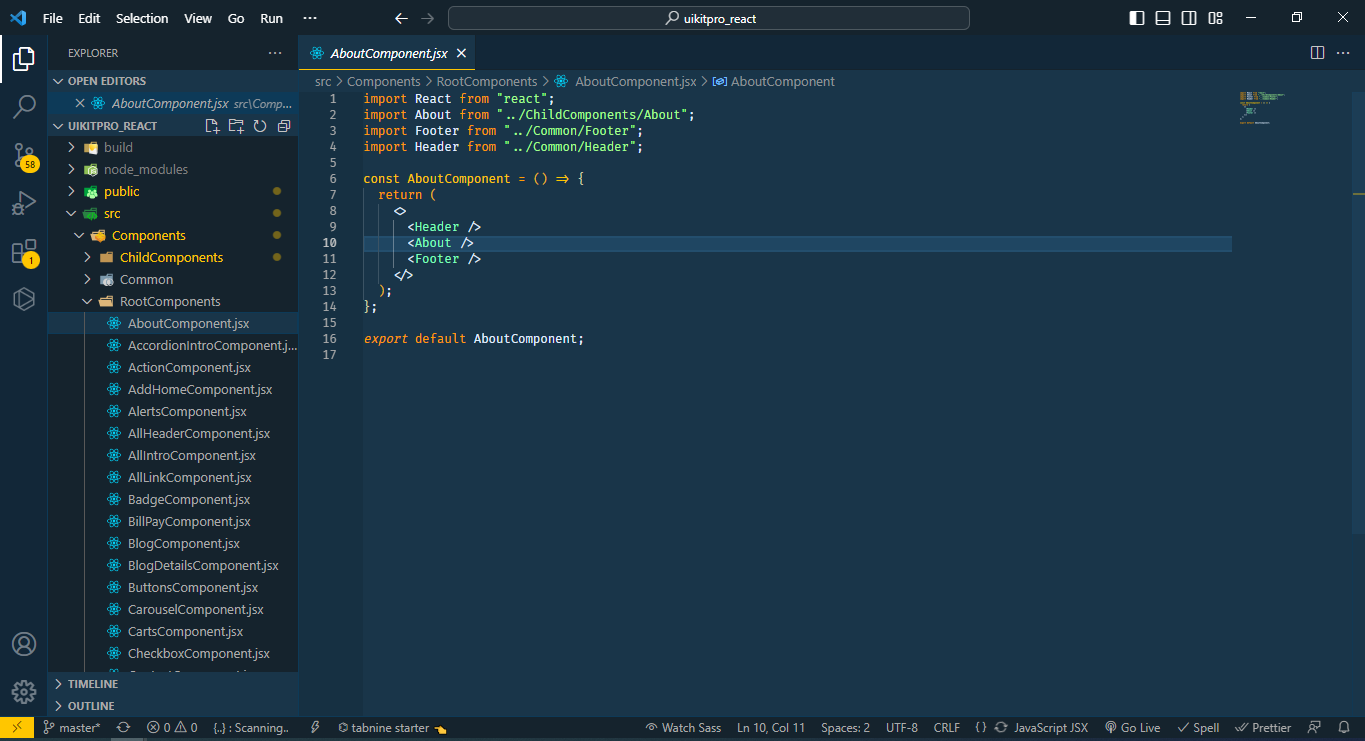 File Edit Selection View Go Run ··· uikitpro_react
EXPLORER ···
OPEN EDITORS
AboutComponent.jsx src\Comp...
UIKITPRO_REACT
build
node_modules
public
src
Components
ChildComponents
Common
RootComponents
AboutComponent.jsx
AccordionIntroComponent.j...
ActionComponent.jsx
AddHomeComponent.jsx
AlertsComponent.jsx
AllHeaderComponent.jsx
AllIntroComponent.jsx
AllLinkComponent.jsx
BadgeComponent.jsx
BillPayComponent.jsx
BlogComponent.jsx
BlogDetailsComponent.jsx
ButtonsComponent.jsx
CarouselComponent.jsx
CartsComponent.jsx
CheckboxComponent.jsx
TIMELINE
OUTLINE
58
1
AboutComponent.jsx
src > Components > RootComponents > AboutComponent.jsx > AboutComponent
1 import React from "react";
2 import About from "../ChildComponents/About";
3 import Footer from "../Common/Footer";
4 import Header from "../Common/Header";
5
6 const AboutComponent = () => {
7 return (
8 <>
9 <Header />
10 <About />
11 <Footer />
12 </>
13 );
14 };
15
16 export default AboutComponent;
17
master* 0 0 {..} : Scanning.. tabnine starter Watch Sass Ln 10, Col 11 Spaces: 2 UTF-8 CRLF {} JavaScript JSX Go Live Spell Prettier